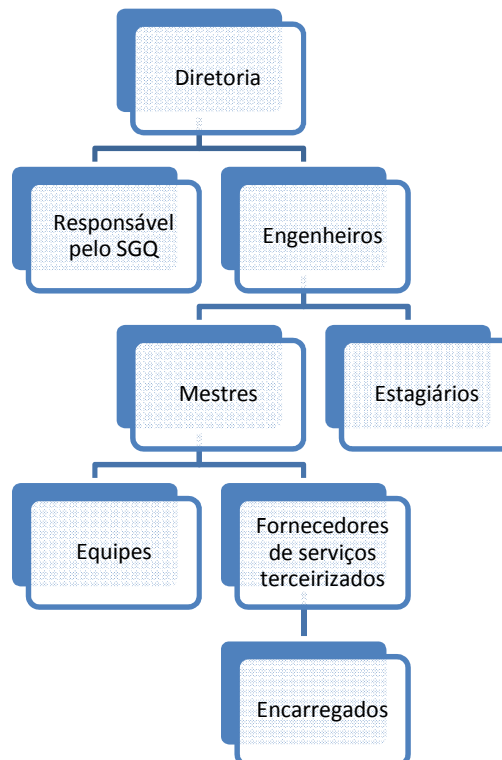 Diretoria
Responsável
pelo SGQ
Engenheiros
Mestres
Estagiários
Equipes
Fornecedores
de serviços
terceirizados
Encarregados